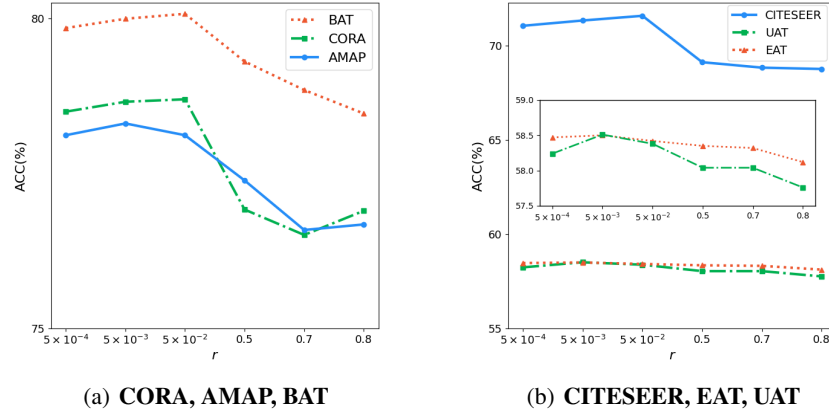 BAT
CORA
AMAP
80
75
ACC(%)
5 × 10⁻⁴ 5 × 10⁻³ 5 × 10⁻² 0.5 0.7 0.8
r
(a) CORA, AMAP, BAT
CITESEER
UAT
EAT
70
65
60
55
ACC(%)
59.0
58.5
58.0
57.5
5 × 10⁻⁴ 5 × 10⁻³ 5 × 10⁻² 0.5 0.7 0.8
5 × 10⁻⁴ 5 × 10⁻³ 5 × 10⁻² 0.5 0.7 0.8
r
(b) CITESEER, EAT, UAT